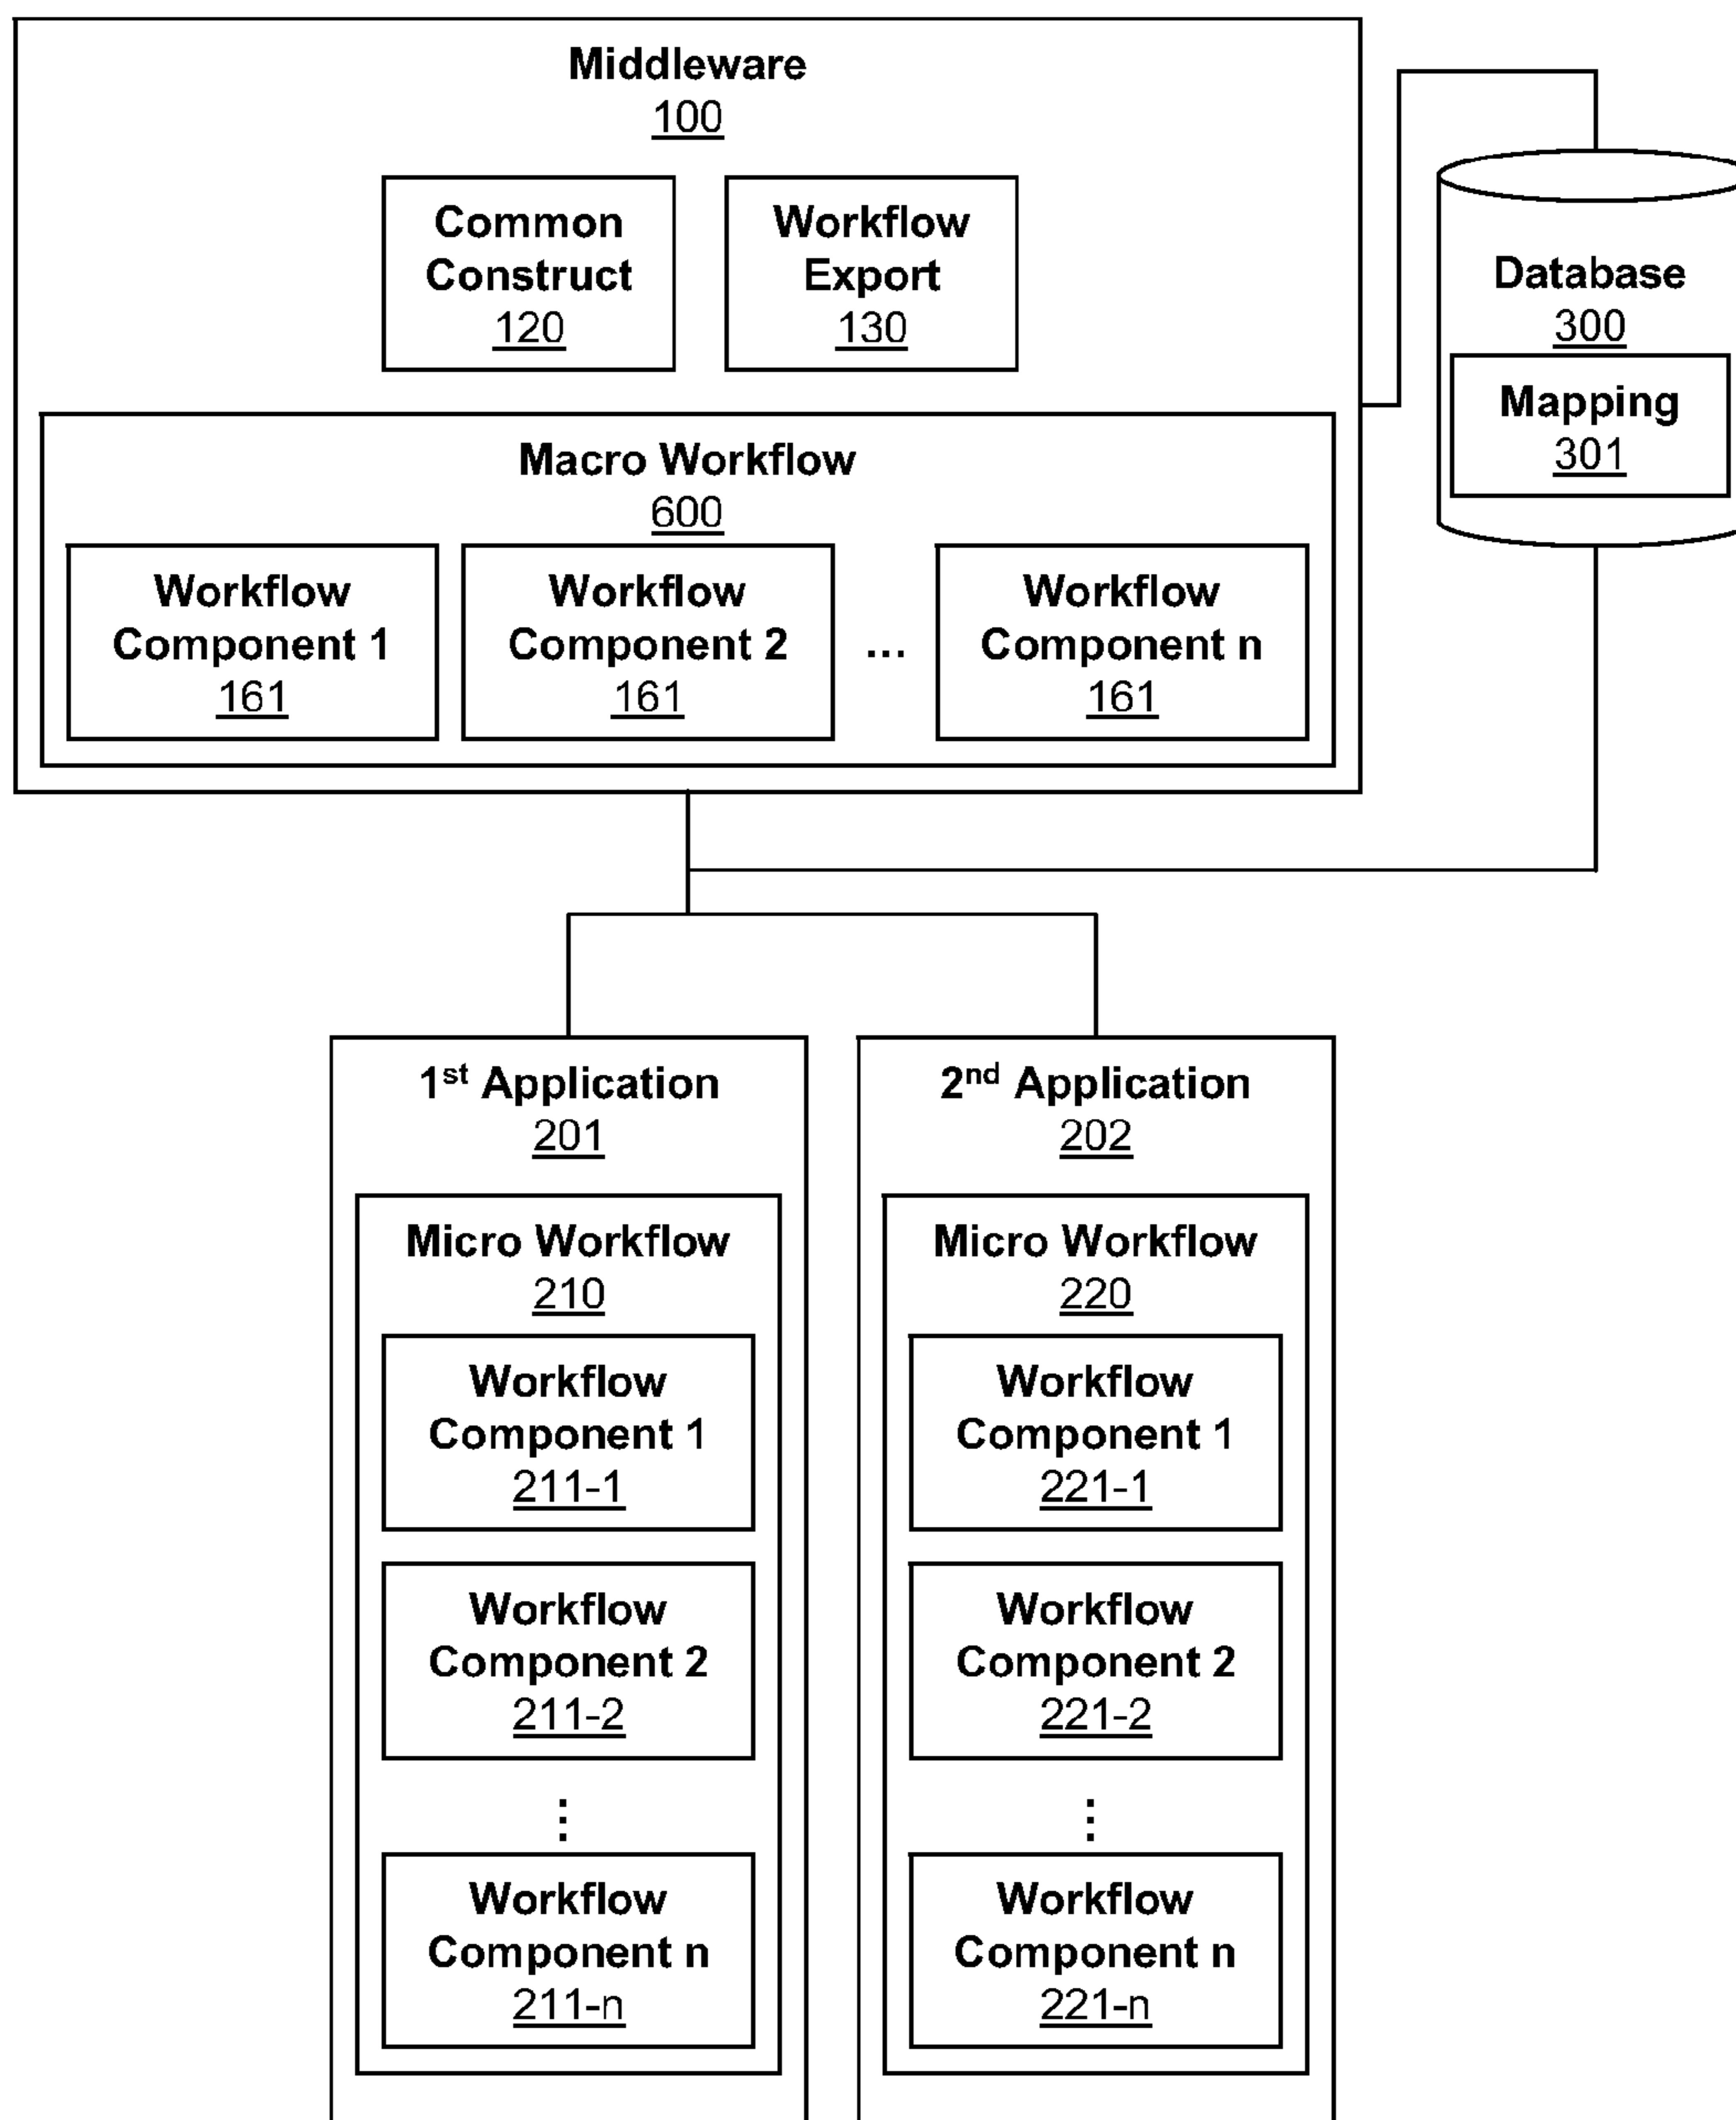 Middleware
100
Common
Construct
120
Workflow
Export
130
Database
300
Mapping
301
Macro Workflow
600
Workflow
Component 1
161
Workflow
Component 2
161
...
Workflow
Component n
161
1st Application
201
Micro Workflow
210
Workflow
Component 1
211-1
Workflow
Component 2
211-2
⋮
Workflow
Component n
211-n
2nd Application
202
Micro Workflow
220
Workflow
Component 1
221-1
Workflow
Component 2
221-2
⋮
Workflow
Component n
221-n